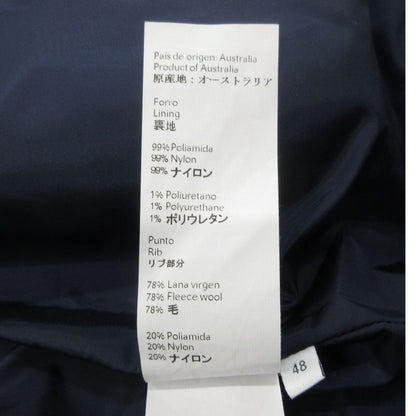 País de origen: Australia
Product of Australia
原産地：オーストラリア
Forro
Lining
裏地
99% Poliamida
99% Nylon
99% ナイロン
1% Poliuretano
1% Polyurethane
1% ポリウレタン
Punto
Rib
リブ部分
78% Lana virgen
78% Fleece wool
78% 毛
20% Poliamida
20% Nylon
20% ナイロン
48